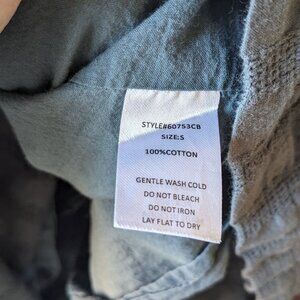 STYLE#60753CB
SIZE:S
100%COTTON
GENTLE WASH COLD
DO NOT BLEACH
DO NOT IRON
LAY FLAT TO DRY